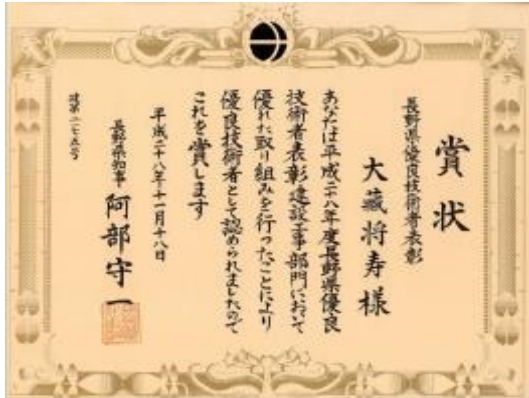 賞状
長野県優良技術者表彰
大藏将寿様
あなたは平成二十八年度長野県優良
技術者表彰建設工事部門において
優れた取り組みを行ったことにより
優良技術者として認められましたので
これを賞します
平成二十八年十一月十八日
長野県知事 阿部守一